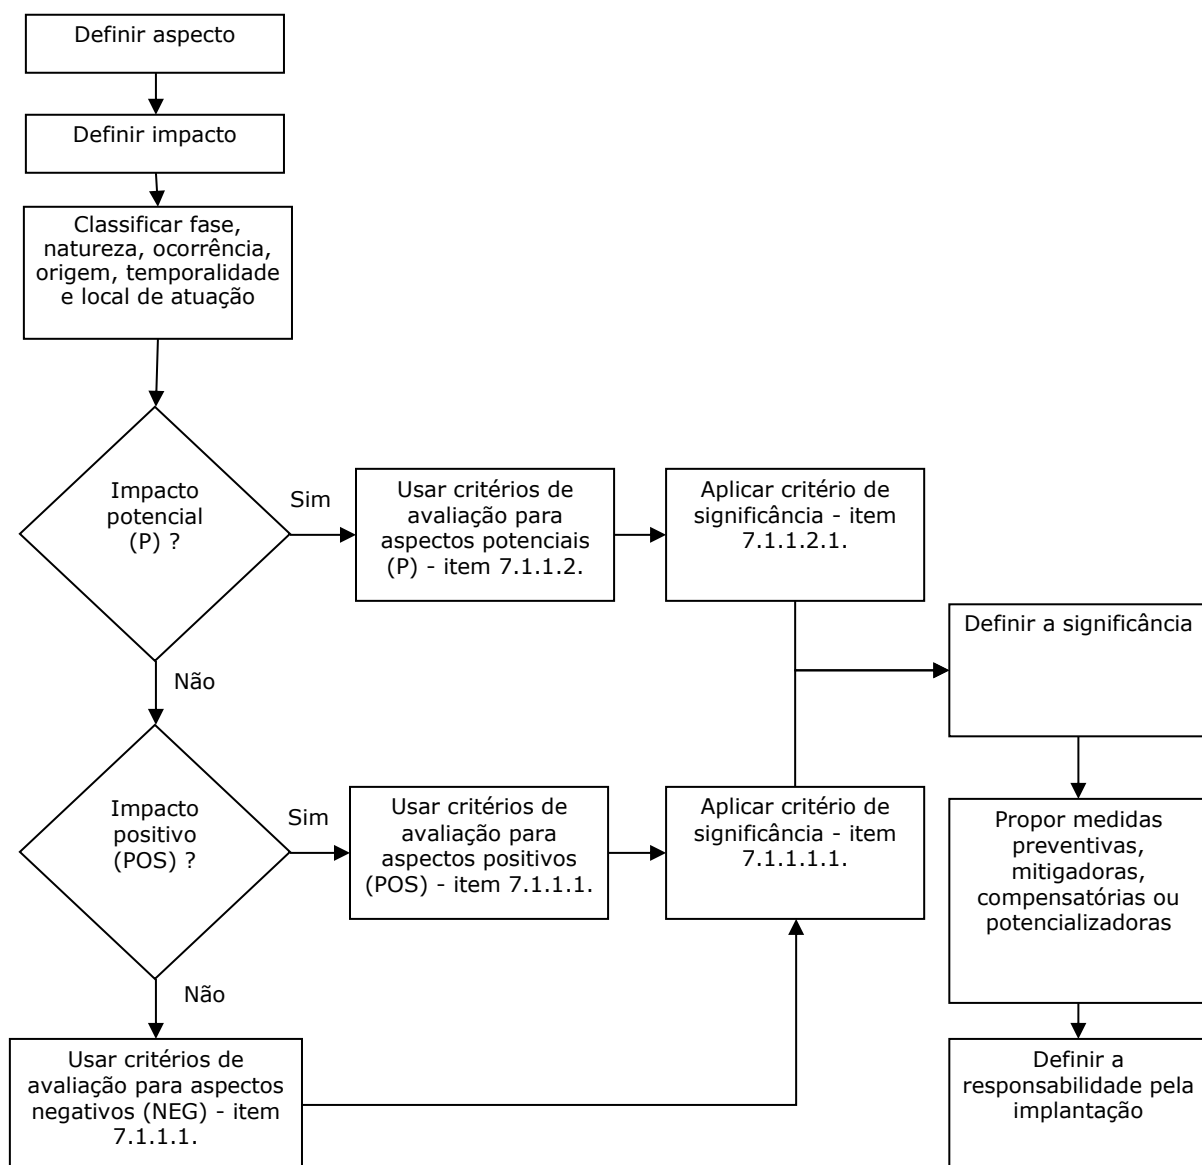 Definir aspecto
Definir impacto
Classificar fase,
natureza, ocorrência,
origem, temporalidade
e local de atuação
Impacto
potencial
(P) ?
Sim
Usar critérios de
avaliação para
aspectos potenciais
(P) - item 7.1.1.2.
Aplicar critério de
significância - item
7.1.1.2.1.
Definir a significância
Não
Impacto
positivo
(POS) ?
Sim
Usar critérios de
avaliação para
aspectos positivos
(POS) - item 7.1.1.1.
Aplicar critério de
significância - item
7.1.1.1.1.
Propor medidas
preventivas,
mitigadoras,
compensatórias ou
potencializadoras
Não
Usar critérios de
avaliação para aspectos
negativos (NEG) - item
7.1.1.1.
Definir a
responsabilidade pela
implantação